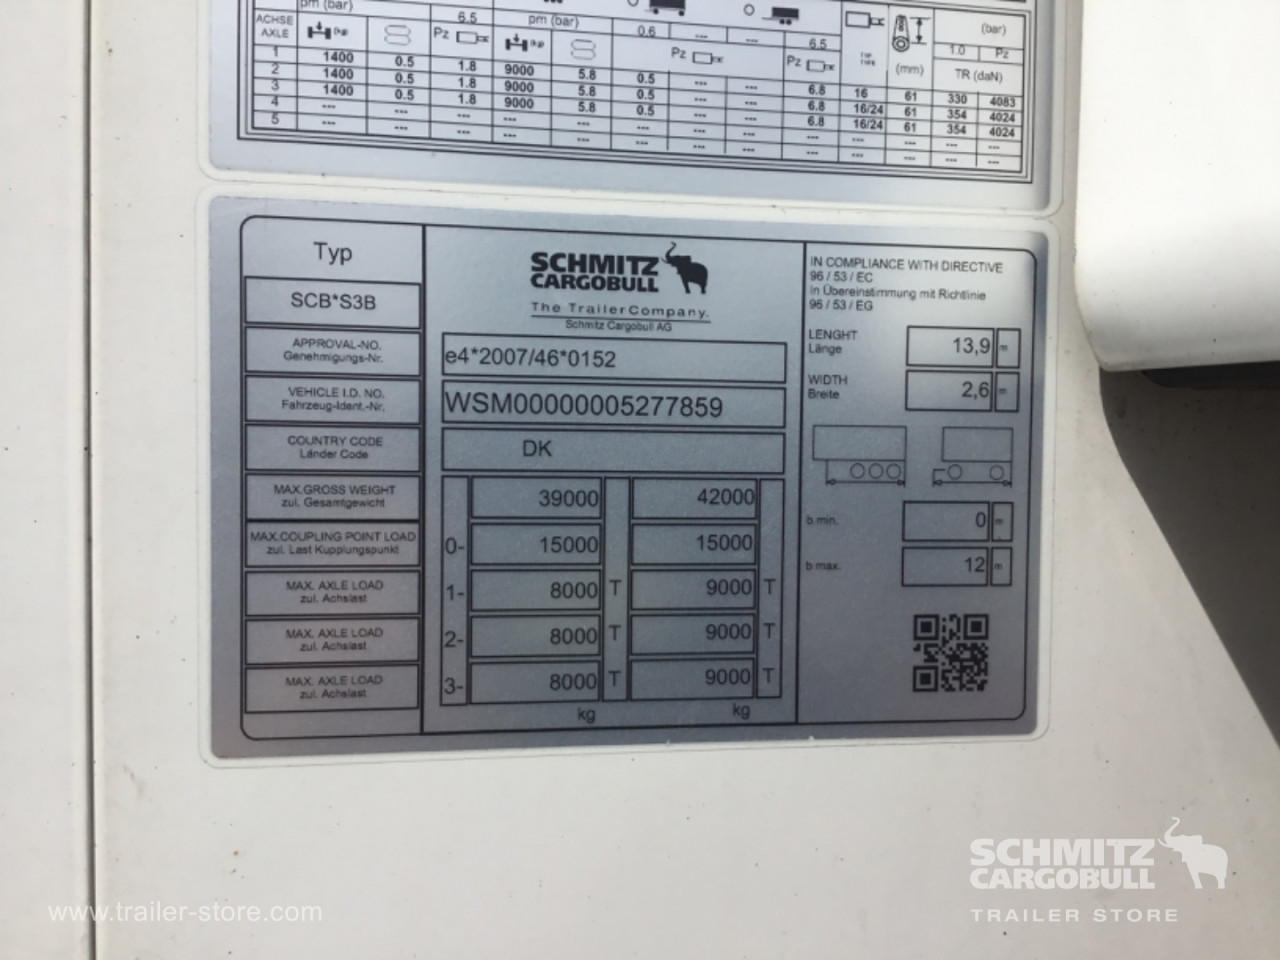 pm (bar) 6.5 pm (bar) 0.6 --- --- 6.5 (bar)
ACHSE AXLE Pz Pz Pz (mm) 1.0 Pz
TR (daN)
1 1400 0.5 1.8 9000 5.8 0.5 --- --- 6.8 16 61 330 4083
2 1400 0.5 1.8 9000 5.8 0.5 --- --- 6.8 16/24 61 354 4024
3 1400 0.5 1.8 9000 5.8 0.5 --- --- 6.8 16/24 61 354 4024
4 --- --- --- --- --- --- --- --- --- --- --- --- ---
5 --- --- --- --- --- --- --- --- --- --- --- --- ---
Typ
SCB*S3B
SCHMITZ
CARGOBULL
The TrailerCompany.
Schmitz Cargobull AG
APPROVAL-NO.
Genehmigungs-Nr.
e4*2007/46*0152
VEHICLE I.D. NO.
Fahrzeug-Ident.-Nr.
WSM00000005277859
COUNTRY CODE
Länder Code
DK
MAX.GROSS WEIGHT
zul. Gesamtgewicht
39000 42000
MAX.COUPLING POINT LOAD
zul. Last Kupplungspunkt
0- 15000 15000
MAX. AXLE LOAD
zul. Achslast
1- 8000 T 9000 T
MAX. AXLE LOAD
zul. Achslast
2- 8000 T 9000 T
MAX. AXLE LOAD
zul. Achslast
3- 8000 T 9000 T
kg kg
IN COMPLIANCE WITH DIRECTIVE
96 / 53 / EC
In Übereinstimmung mit Richtlinie
96 / 53 / EG
LENGHT
Länge
13,9 m
WIDTH
Breite
2,6 m
b min. 0 m
b max. 12 m
SCHMITZ
CARGOBULL
TRAILER STORE
www.trailer-store.com